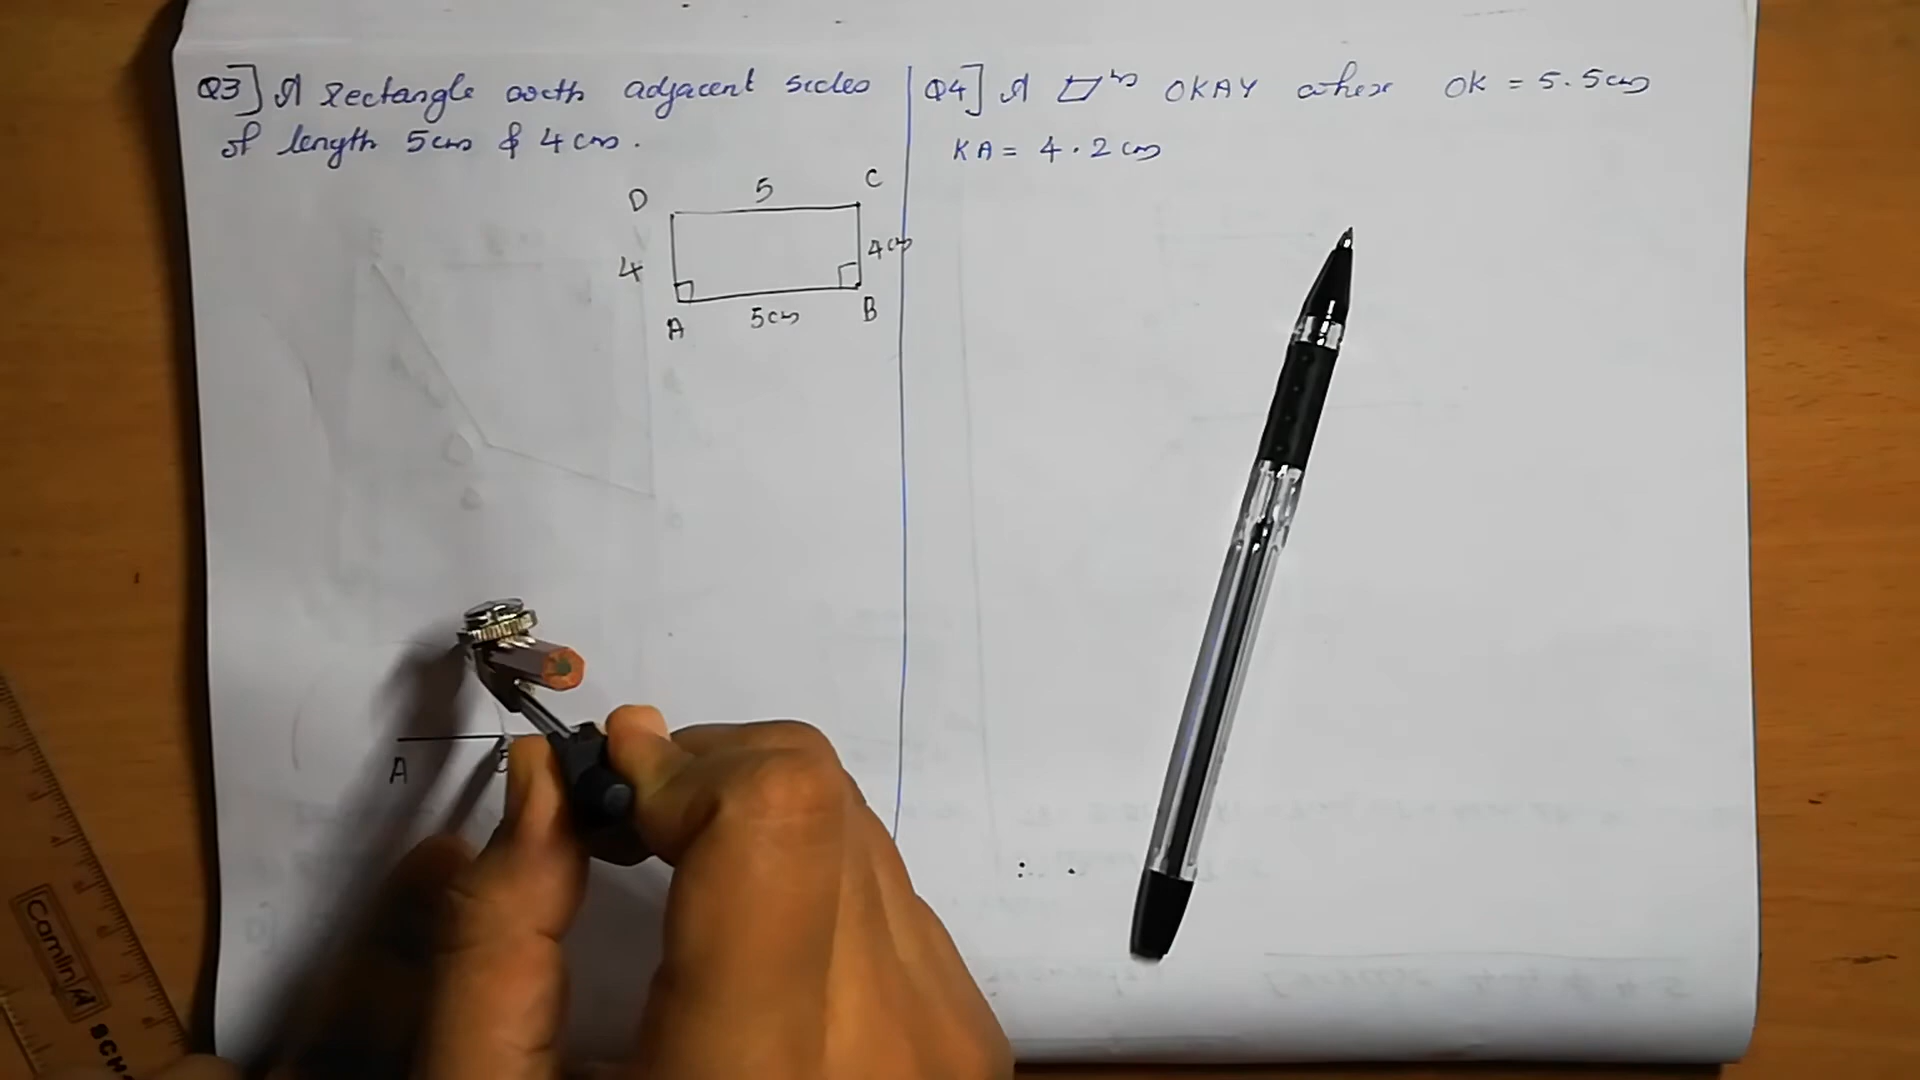 Q3] A rectangle with adjacent sides
of length 5cm & 4cm.
D 5 C
4 4cm
A 5cm B
A B
Q4] A ▱m OKAY where OK = 5.5cm
KA = 4.2cm
Camlin
SCH